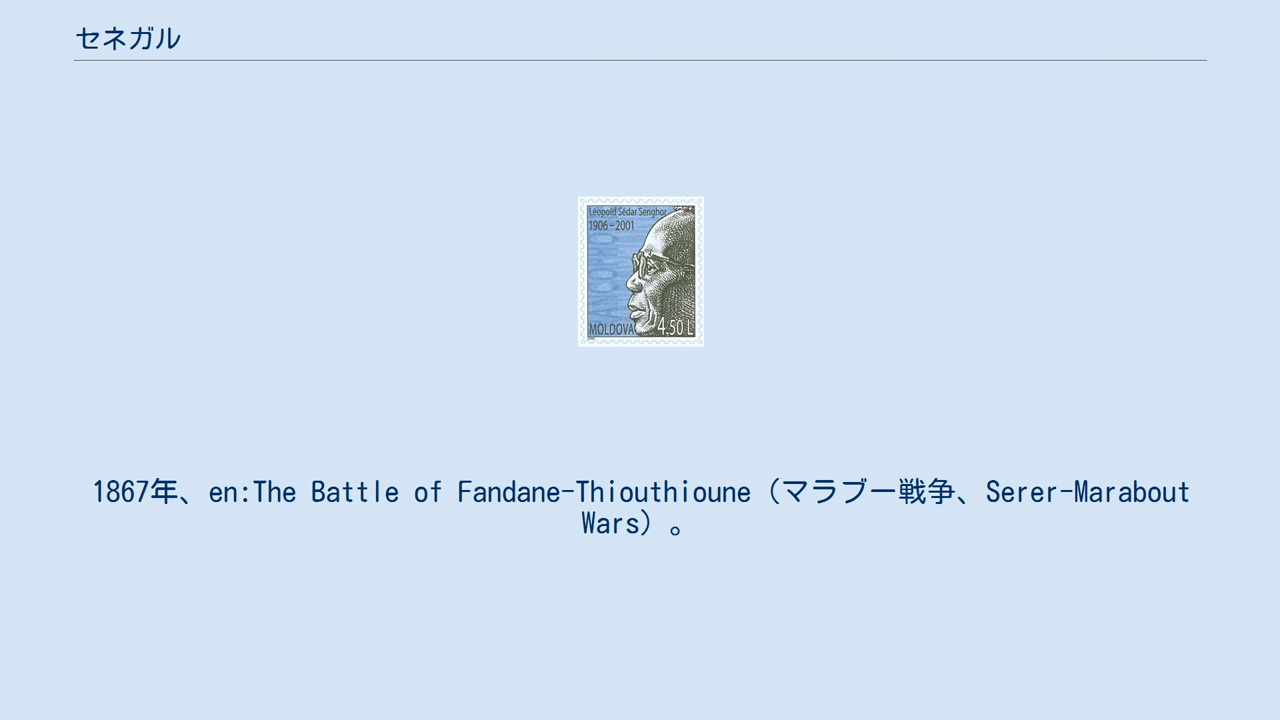 セネガル
Léopold Sédar Senghor
1906 – 2001
MOLDOVA 4,50 L
1867年、en:The Battle of Fandane-Thiouthioune（マラブー戦争、Serer-Marabout
Wars）。